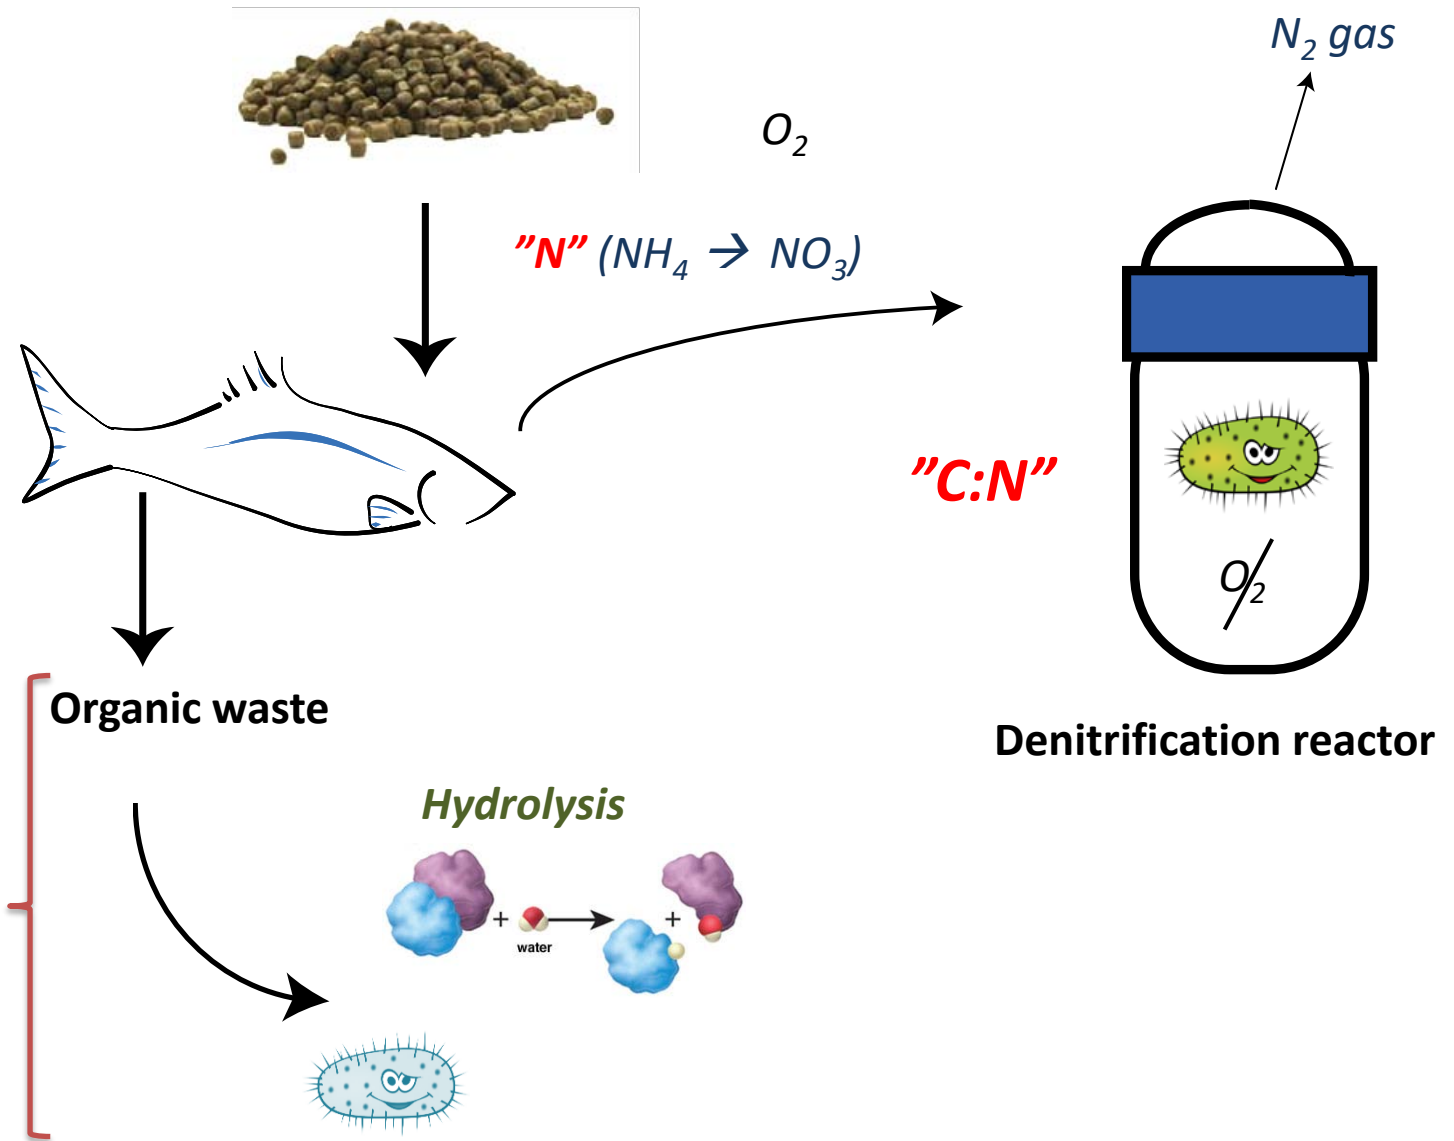 N2 gas
O2
”N” (NH4 → NO3)
”C:N”
O2
Organic waste
Denitrification reactor
Hydrolysis
+
+
water